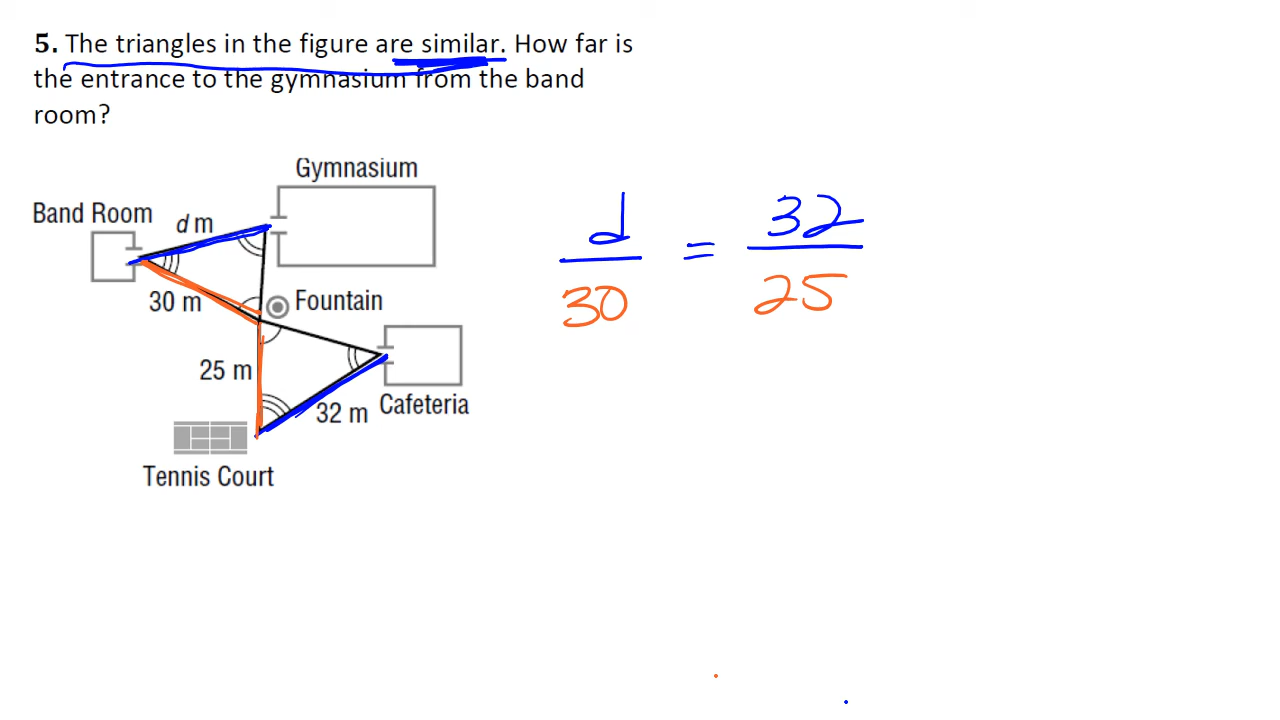 5. The triangles in the figure are similar. How far is
the entrance to the gymnasium from the band
room?
Gymnasium
Band Room
d m
30 m
Fountain
25 m
32 m
Cafeteria
Tennis Court
d/30 = 32/25